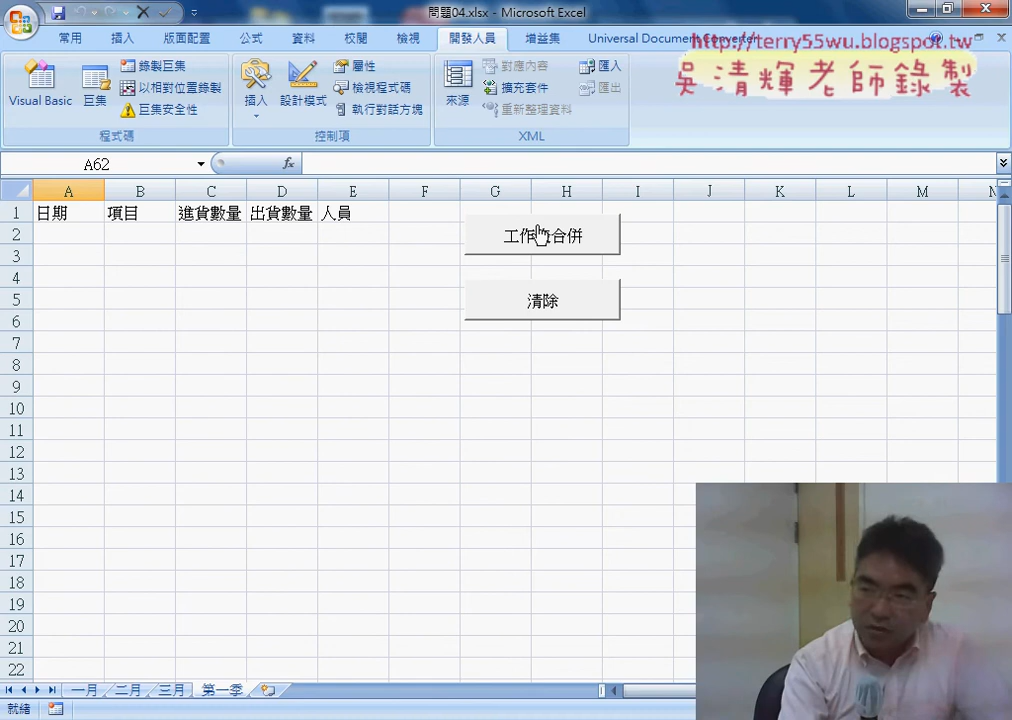 問題04.xlsx - Microsoft Excel
常用 插入 版面配置 公式 資料 校閱 檢視 開發人員 增益集 Universal Document Converter
http://terry55wu.blogspot.tw
吳清輝老師錄製
Visual Basic 巨集 錄製巨集 以相對位置錄製 巨集安全性
插入 設計模式 屬性 檢視程式碼 執行對話方塊
來源 對應內容 擴充套件 重新整理資料 匯入 匯出
程式碼 控制項 XML
A62 fx
A B C D E F G H I J K L M N
1 日期 項目 進貨數量 出貨數量 人員
2
3
4
5
6
7
8
9
10
11
12
13
14
15
16
17
18
19
20
21
22
工作 合併
清除
一月 二月 三月 第一季
就緒